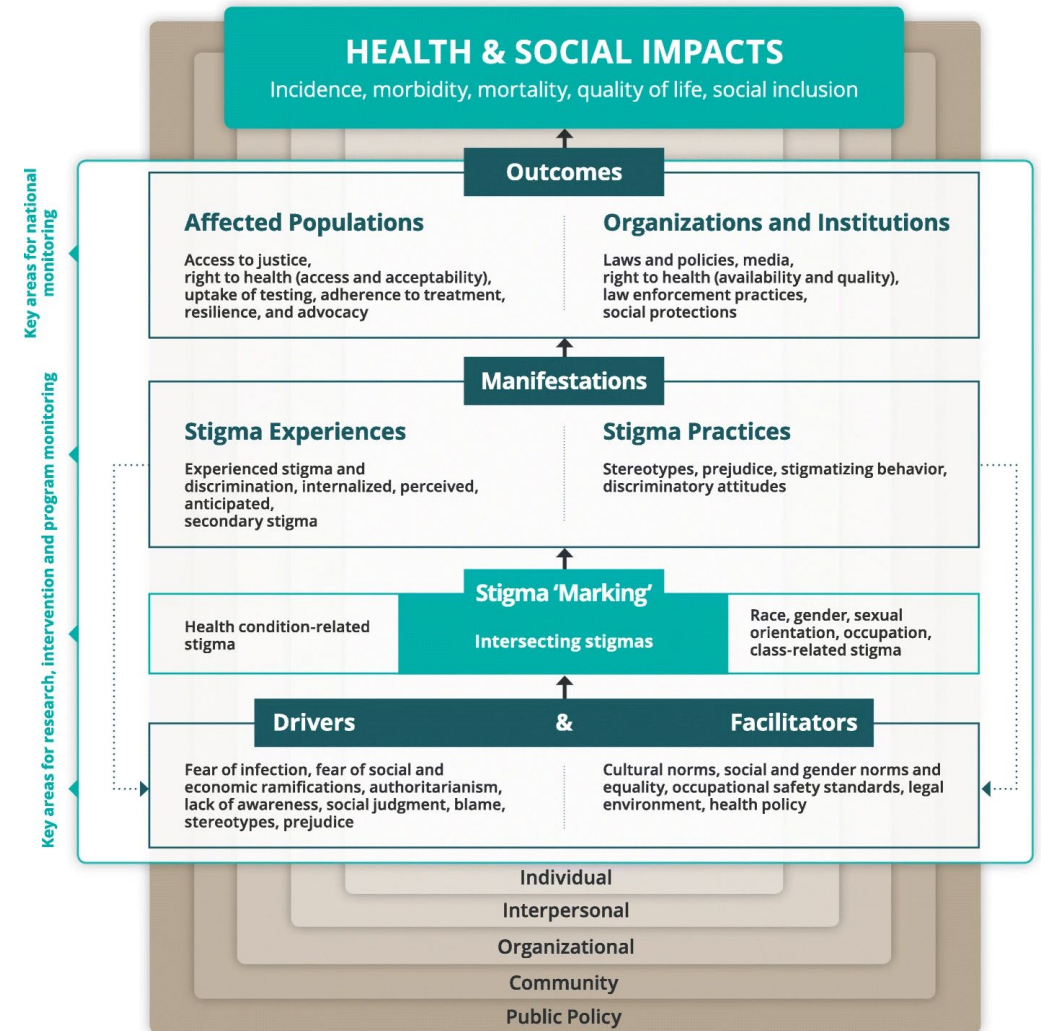 HEALTH & SOCIAL IMPACTS
Incidence, morbidity, mortality, quality of life, social inclusion
Key areas for national
monitoring
Outcomes
Affected Populations
Access to justice,
right to health (access and acceptability),
uptake of testing, adherence to treatment,
resilience, and advocacy
Organizations and Institutions
Laws and policies, media,
right to health (availability and quality),
law enforcement practices,
social protections
Key areas for research, intervention and program monitoring
Manifestations
Stigma Experiences
Experienced stigma and
discrimination, internalized, perceived,
anticipated,
secondary stigma
Stigma Practices
Stereotypes, prejudice, stigmatizing behavior,
discriminatory attitudes
Stigma ‘Marking’
Health condition-related
stigma
Intersecting stigmas
Race, gender, sexual
orientation, occupation,
class-related stigma
Drivers & Facilitators
Fear of infection, fear of social and
economic ramifications, authoritarianism,
lack of awareness, social judgment, blame,
stereotypes, prejudice
Cultural norms, social and gender norms and
equality, occupational safety standards, legal
environment, health policy
Individual
Interpersonal
Organizational
Community
Public Policy